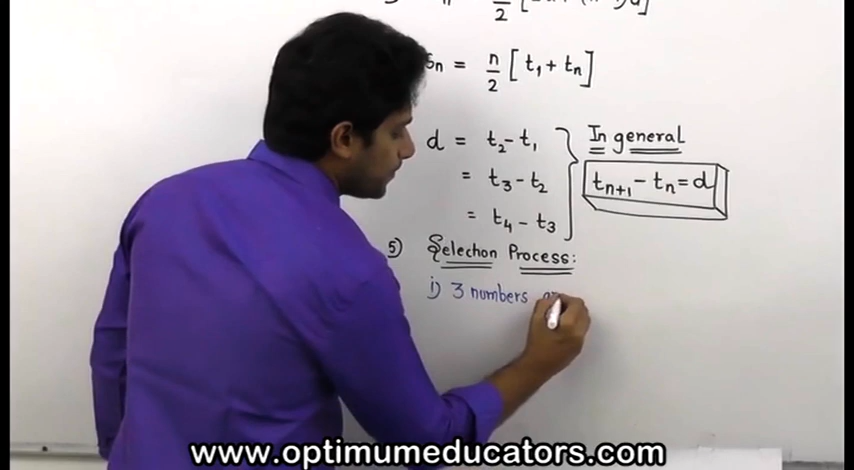 Sn = n/2 [ t1 + tn ]
d = t2 - t1
= t3 - t2
= t4 - t3
In general
tn+1 - tn = d
5) Selection Process:
i) 3 numbers
www.optimumeducators.com